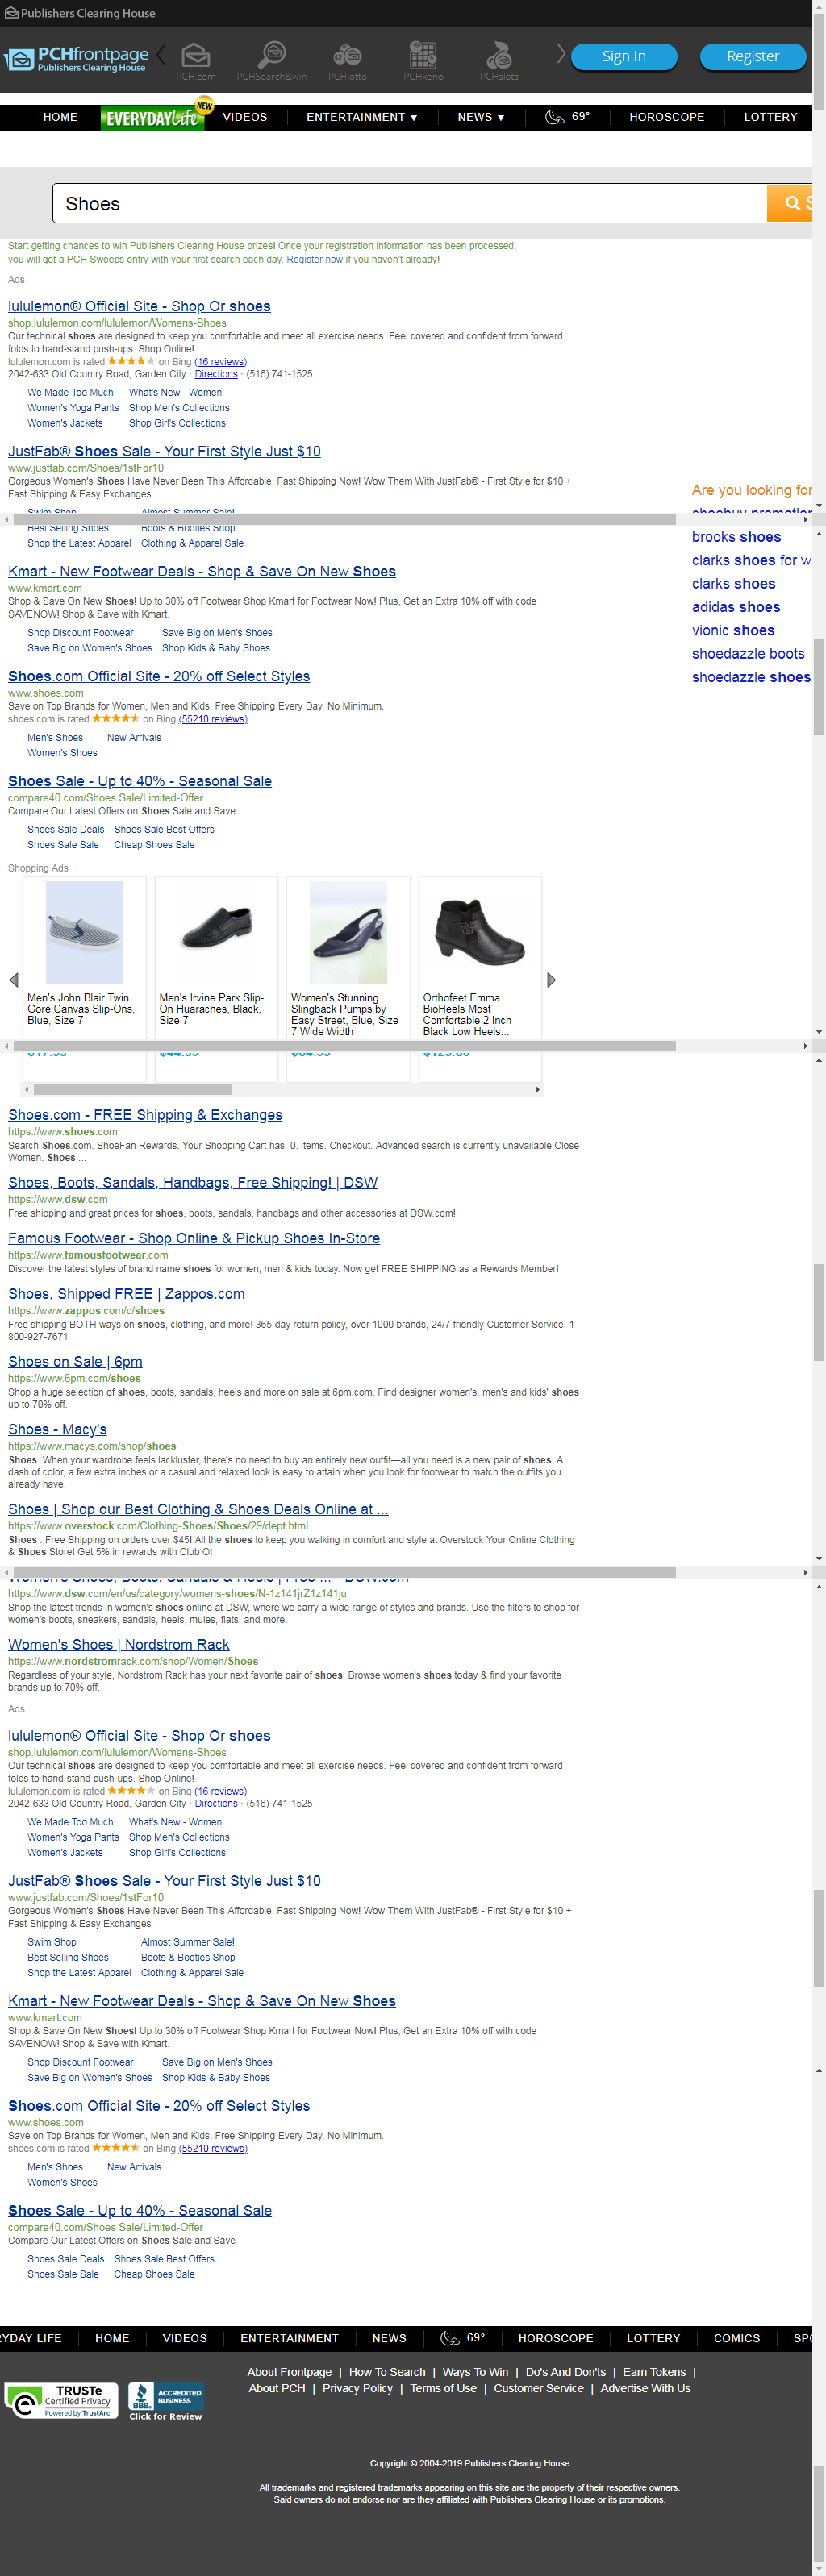 Publishers Clearing House
PCHfrontpage
Publishers Clearing House
PCH.com
PCHSearch&win
PCHlotto
PCHkeno
PCHslots
Sign In
Register
HOME
EVERYDAY Life
NEW
VIDEOS
ENTERTAINMENT ▼
NEWS ▼
69°
HOROSCOPE
LOTTERY
Shoes
Start getting chances to win Publishers Clearing House prizes! Once your registration information has been processed,
you will get a PCH Sweeps entry with your first search each day. Register now if you haven't already!
Ads
lululemon® Official Site - Shop Or shoes
shop.lululemon.com/lululemon/Womens-Shoes
Our technical shoes are designed to keep you comfortable and meet all exercise needs. Feel covered and confident from forward
folds to hand-stand push-ups. Shop Online!
lululemon.com is rated ★★★★★ on Bing (16 reviews)
2042-633 Old Country Road, Garden City · Directions · (516) 741-1525
We Made Too Much What's New - Women
Women's Yoga Pants Shop Men's Collections
Women's Jackets Shop Girl's Collections
JustFab® Shoes Sale - Your First Style Just $10
www.justfab.com/Shoes/1stFor10
Gorgeous Women's Shoes Have Never Been This Affordable. Fast Shipping Now! Wow Them With JustFab® - First Style for $10 +
Fast Shipping & Easy Exchanges
Swim Shop Almost Summer Sale!
Are you looking for
shoebuy promotion
Best Selling Shoes Boots & Booties Shop
Shop the Latest Apparel Clothing & Apparel Sale
brooks shoes
clarks shoes for w
clarks shoes
adidas shoes
vionic shoes
shoedazzle boots
shoedazzle shoes
Kmart - New Footwear Deals - Shop & Save On New Shoes
www.kmart.com
Shop & Save On New Shoes! Up to 30% off Footwear Shop Kmart for Footwear Now! Plus, Get an Extra 10% off with code
SAVENOW! Shop & Save with Kmart.
Shop Discount Footwear Save Big on Men's Shoes
Save Big on Women's Shoes Shop Kids & Baby Shoes
Shoes.com Official Site - 20% off Select Styles
www.shoes.com
Save on Top Brands for Women, Men and Kids. Free Shipping Every Day, No Minimum.
shoes.com is rated ★★★★★ on Bing (55210 reviews)
Men's Shoes New Arrivals
Women's Shoes
Shoes Sale - Up to 40% - Seasonal Sale
compare40.com/Shoes Sale/Limited-Offer
Compare Our Latest Offers on Shoes Sale and Save
Shoes Sale Deals Shoes Sale Best Offers
Shoes Sale Sale Cheap Shoes Sale
Shopping Ads
Men's John Blair Twin
Gore Canvas Slip-Ons,
Blue, Size 7
Men's Irvine Park Slip-
On Huaraches, Black,
Size 7
Women's Stunning
Slingback Pumps by
Easy Street, Blue, Size
7 Wide Width
Orthofeet Emma
BioHeels Most
Comfortable 2 Inch
Black Low Heels...
Shoes.com - FREE Shipping & Exchanges
https://www.shoes.com
Search Shoes.com. ShoeFan Rewards. Your Shopping Cart has. 0. items. Checkout. Advanced search is currently unavailable Close
Women. Shoes ...
Shoes, Boots, Sandals, Handbags, Free Shipping! | DSW
https://www.dsw.com
Free shipping and great prices for shoes, boots, sandals, handbags and other accessories at DSW.com!
Famous Footwear - Shop Online & Pickup Shoes In-Store
https://www.famousfootwear.com
Discover the latest styles of brand name shoes for women, men & kids today. Now get FREE SHIPPING as a Rewards Member!
Shoes, Shipped FREE | Zappos.com
https://www.zappos.com/c/shoes
Free shipping BOTH ways on shoes, clothing, and more! 365-day return policy, over 1000 brands, 24/7 friendly Customer Service. 1-
800-927-7671
Shoes on Sale | 6pm
https://www.6pm.com/shoes
Shop a huge selection of shoes, boots, sandals, heels and more on sale at 6pm.com. Find designer women's, men's and kids' shoes
up to 70% off.
Shoes - Macy's
https://www.macys.com/shop/shoes
Shoes. When your wardrobe feels lackluster, there's no need to buy an entirely new outfit—all you need is a new pair of shoes. A
dash of color, a few extra inches or a casual and relaxed look is easy to attain when you look for footwear to match the outfits you
already have.
Shoes | Shop our Best Clothing & Shoes Deals Online at ...
https://www.overstock.com/Clothing-Shoes/Shoes/29/dept.html
Shoes : Free Shipping on orders over $45! All the shoes to keep you walking in comfort and style at Overstock Your Online Clothing
& Shoes Store! Get 5% in rewards with Club O!
https://www.dsw.com/en/us/category/womens-shoes/N-1z141jrZ1z141ju
Shop the latest trends in women's shoes online at DSW, where we carry a wide range of styles and brands. Use the filters to shop for
women's boots, sneakers, sandals, heels, mules, flats, and more.
Women's Shoes | Nordstrom Rack
https://www.nordstromrack.com/shop/Women/Shoes
Regardless of your style, Nordstrom Rack has your next favorite pair of shoes. Browse women's shoes today & find your favorite
brands up to 70% off.
Ads
lululemon® Official Site - Shop Or shoes
shop.lululemon.com/lululemon/Womens-Shoes
Our technical shoes are designed to keep you comfortable and meet all exercise needs. Feel covered and confident from forward
folds to hand-stand push-ups. Shop Online!
lululemon.com is rated ★★★★★ on Bing (16 reviews)
2042-633 Old Country Road, Garden City · Directions · (516) 741-1525
We Made Too Much What's New - Women
Women's Yoga Pants Shop Men's Collections
Women's Jackets Shop Girl's Collections
JustFab® Shoes Sale - Your First Style Just $10
www.justfab.com/Shoes/1stFor10
Gorgeous Women's Shoes Have Never Been This Affordable. Fast Shipping Now! Wow Them With JustFab® - First Style for $10 +
Fast Shipping & Easy Exchanges
Swim Shop Almost Summer Sale!
Best Selling Shoes Boots & Booties Shop
Shop the Latest Apparel Clothing & Apparel Sale
Kmart - New Footwear Deals - Shop & Save On New Shoes
www.kmart.com
Shop & Save On New Shoes! Up to 30% off Footwear Shop Kmart for Footwear Now! Plus, Get an Extra 10% off with code
SAVENOW! Shop & Save with Kmart.
Shop Discount Footwear Save Big on Men's Shoes
Save Big on Women's Shoes Shop Kids & Baby Shoes
Shoes.com Official Site - 20% off Select Styles
www.shoes.com
Save on Top Brands for Women, Men and Kids. Free Shipping Every Day, No Minimum.
shoes.com is rated ★★★★★ on Bing (55210 reviews)
Men's Shoes New Arrivals
Women's Shoes
Shoes Sale - Up to 40% - Seasonal Sale
compare40.com/Shoes Sale/Limited-Offer
Compare Our Latest Offers on Shoes Sale and Save
Shoes Sale Deals Shoes Sale Best Offers
Shoes Sale Sale Cheap Shoes Sale
RYDAY LIFE HOME VIDEOS ENTERTAINMENT NEWS 69° HOROSCOPE LOTTERY COMICS SPO
About Frontpage | How To Search | Ways To Win | Do's And Don'ts | Earn Tokens |
About PCH | Privacy Policy | Terms of Use | Customer Service | Advertise With Us
TRUSTe
Certified Privacy
Powered by TrustArc
BBB
ACCREDITED
BUSINESS
Click for Review
Copyright © 2004-2019 Publishers Clearing House
All trademarks and registered trademarks appearing on this site are the property of their respective owners.
Said owners do not endorse nor are they affiliated with Publishers Clearing House or its promotions.